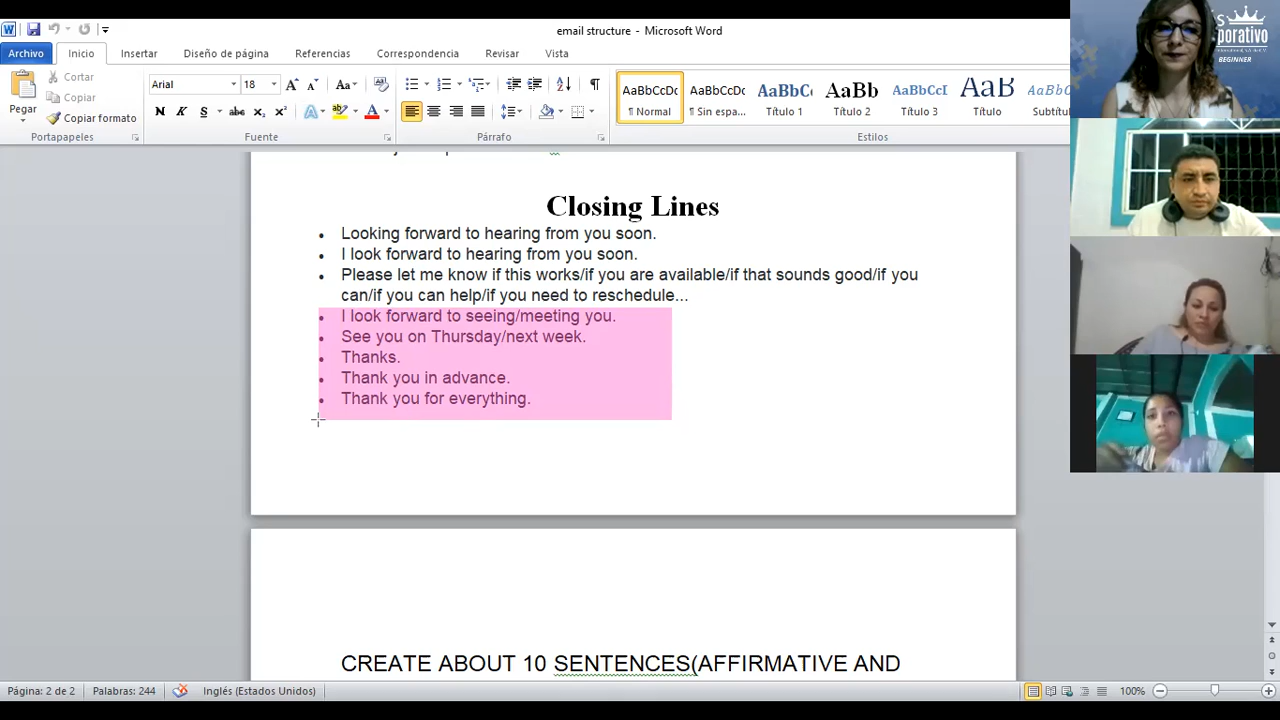 email structure - Microsoft Word
Archivo Inicio Insertar Diseño de página Referencias Correspondencia Revisar Vista
Pegar
Cortar
Copiar
Copiar formato
Portapapeles
Arial 18
Fuente
Párrafo
AaBbCcDc AaBbCcDc AaBbC AaBb AaBbCcI AaB AaBbCcI
¶ Normal ¶ Sin espa... Título 1 Título 2 Título 3 Título Subtítu
Estilos
porativo
BEGINNER
Closing Lines
• Looking forward to hearing from you soon.
• I look forward to hearing from you soon.
• Please let me know if this works/if you are available/if that sounds good/if you
can/if you can help/if you need to reschedule...
• I look forward to seeing/meeting you.
• See you on Thursday/next week.
• Thanks.
• Thank you in advance.
• Thank you for everything.
CREATE ABOUT 10 SENTENCES(AFFIRMATIVE AND
Página: 2 de 2 Palabras: 244 Inglés (Estados Unidos) 100%